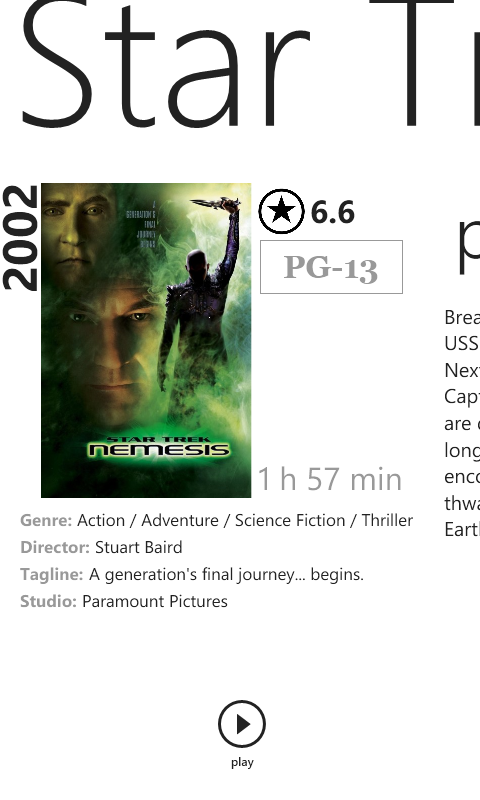 Star Tr
2002
A
GENERATION'S
FINAL
JOURNEY
BEGINS
STAR TREK
NEMESIS
6.6
PG-13
1 h 57 min
Genre: Action / Adventure / Science Fiction / Thriller
Director: Stuart Baird
Tagline: A generation's final journey... begins.
Studio: Paramount Pictures
p
Brea
USS
Nex
Capt
are c
long
enco
thwa
Eart
play